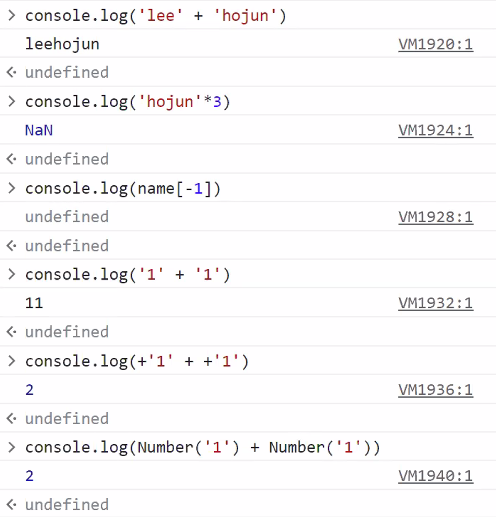 > console.log('lee' + 'hojun')
leehojun VM1920:1
<· undefined
> console.log('hojun'*3)
NaN VM1924:1
<· undefined
> console.log(name[-1])
undefined VM1928:1
<· undefined
> console.log('1' + '1')
11 VM1932:1
<· undefined
> console.log(+'1' + +'1')
2 VM1936:1
<· undefined
> console.log(Number('1') + Number('1'))
2 VM1940:1
<· undefined